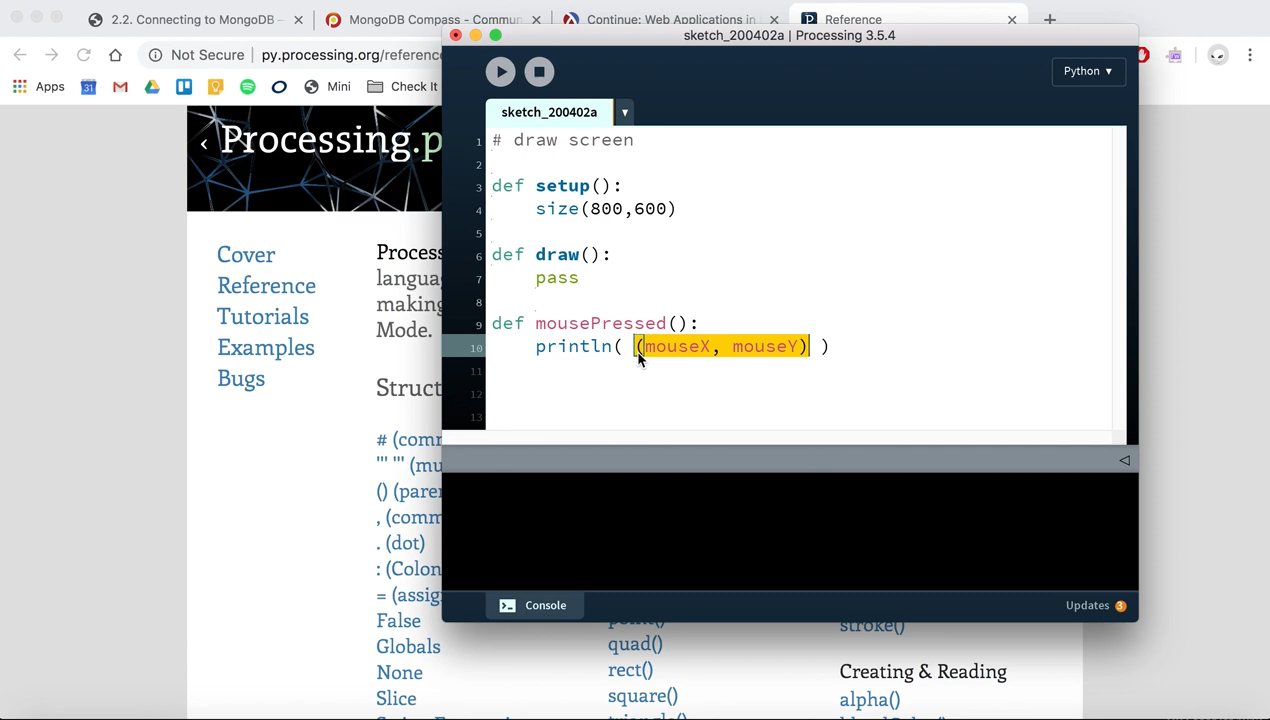 2.2. Connecting to MongoDB –
MongoDB Compass - Commun
Continue: Web Applications in
Reference
Not Secure | py.processing.org/reference
Apps
31
Mini
Check It
sketch_200402a | Processing 3.5.4
Python ▾
sketch_200402a
1 # draw screen
2
3 def setup():
4 size(800,600)
5
6 def draw():
7 pass
8
9 def mousePressed():
10 println( (mouseX, mouseY) )
11
12
13
Console
Updates 3
‹ Processing.p
Cover
Reference
Tutorials
Examples
Bugs
Process
langua
making
Mode.
Struct
# (comm
''' ''' (mu
() (paren
, (comm
. (dot)
: (Colon
= (assig
False
Globals
None
Slice
point()
quad()
rect()
square()
triangle()
stroke()
Creating & Reading
alpha()